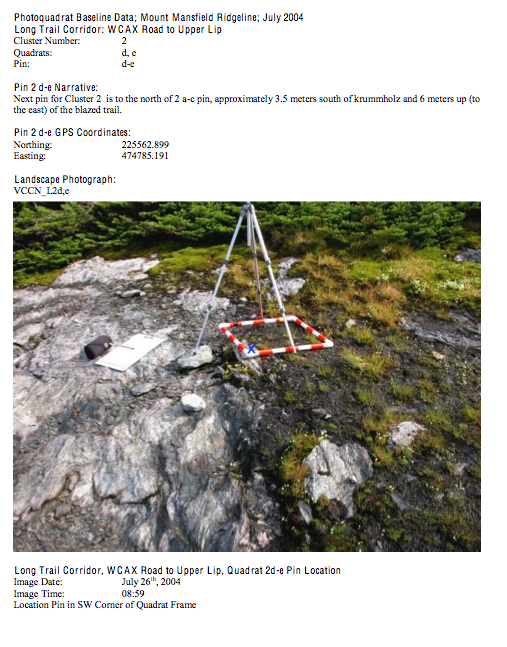 Photoquadrat Baseline Data; Mount Mansfield Ridgeline; July 2004
Long Trail Corridor: WCAX Road to Upper Lip
Cluster Number: 2
Quadrats: d, e
Pin: d-e
Pin 2 d-e Narrative:
Next pin for Cluster 2 is to the north of 2 a-c pin, approximately 3.5 meters south of krummholz and 6 meters up (to
the east) of the blazed trail.
Pin 2 d-e GPS Coordinates:
Northing: 225562.899
Easting: 474785.191
Landscape Photograph:
VCCN_L2d,e
X
Long Trail Corridor, WCAX Road to Upper Lip, Quadrat 2d-e Pin Location
Image Date: July 26th, 2004
Image Time: 08:59
Location Pin in SW Corner of Quadrat Frame